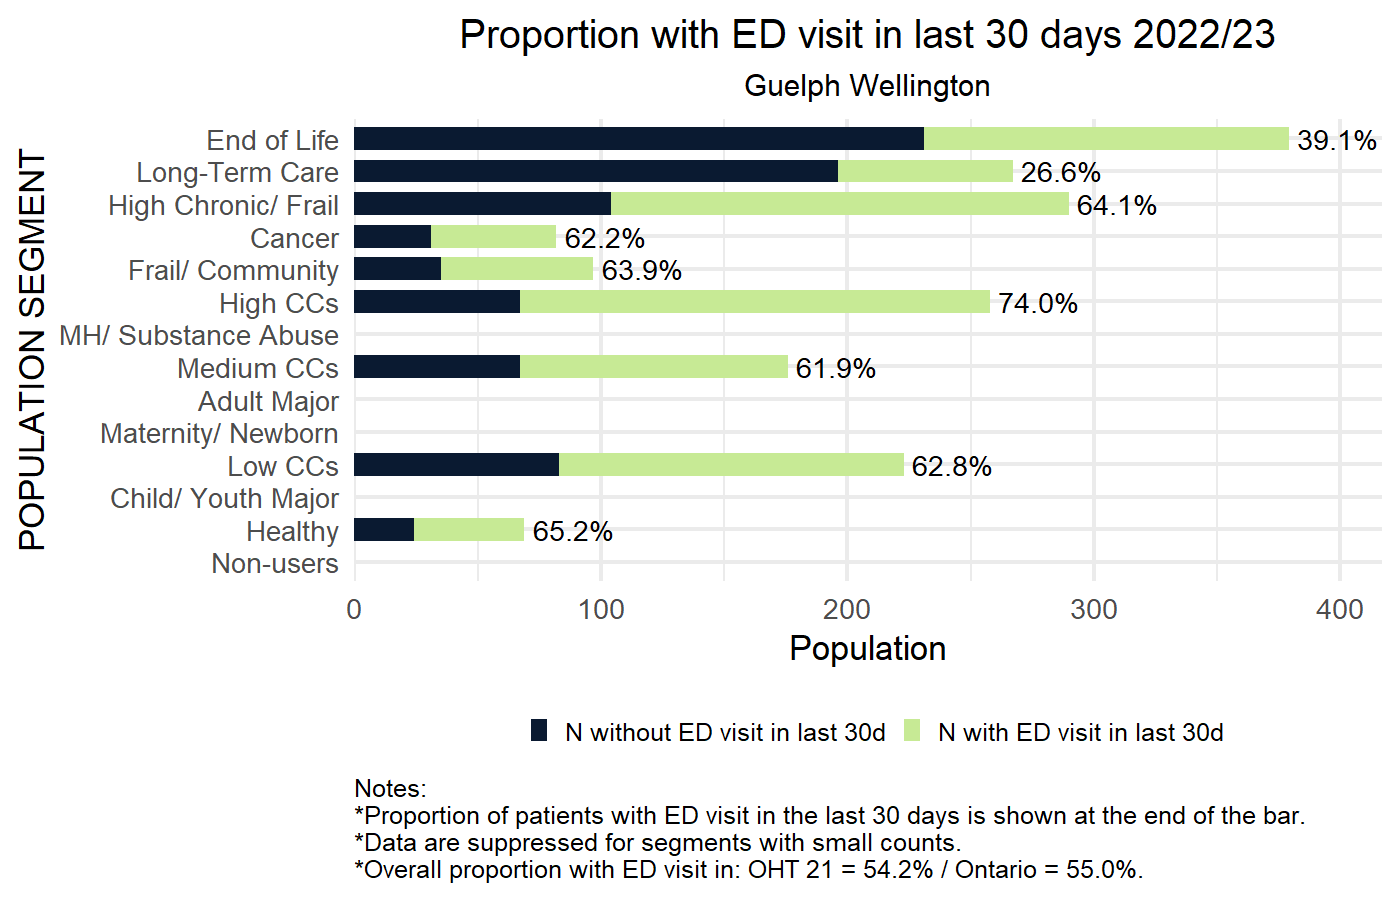 Proportion with ED visit in last 30 days 2022/23
Guelph Wellington
POPULATION SEGMENT
End of Life 39.1%
Long-Term Care 26.6%
High Chronic/ Frail 64.1%
Cancer 62.2%
Frail/ Community 63.9%
High CCs 74.0%
MH/ Substance Abuse
Medium CCs 61.9%
Adult Major
Maternity/ Newborn
Low CCs 62.8%
Child/ Youth Major
Healthy 65.2%
Non-users
0 100 200 300 400
Population
N without ED visit in last 30d N with ED visit in last 30d
Notes:
*Proportion of patients with ED visit in the last 30 days is shown at the end of the bar.
*Data are suppressed for segments with small counts.
*Overall proportion with ED visit in: OHT 21 = 54.2% / Ontario = 55.0%.